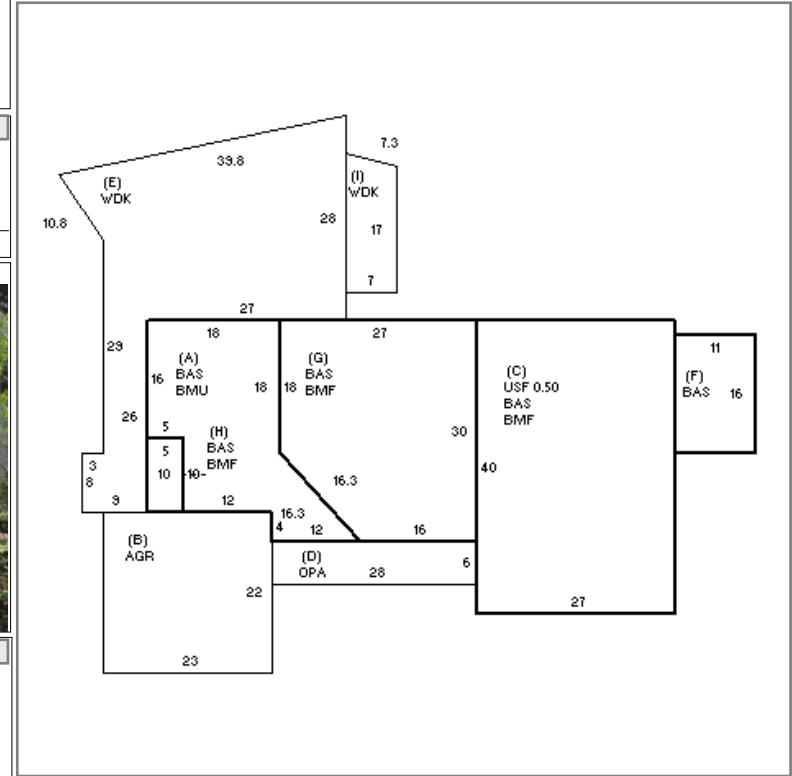 7.3
39.8
(E)
WDK
(I)
WDK
10.8
28
17
7
27
18
27
11
29
(A)
BAS
BMU
(G)
BAS
BMF
(C)
USF 0.50
BAS
BMF
(F)
BAS
16
16
18
18
26
5
(H)
BAS
BMF
30
3
5
40
8
10
10
16.3
9
12
16.3
4
12
16
(B)
AGR
(D)
OPA
6
28
22
27
23